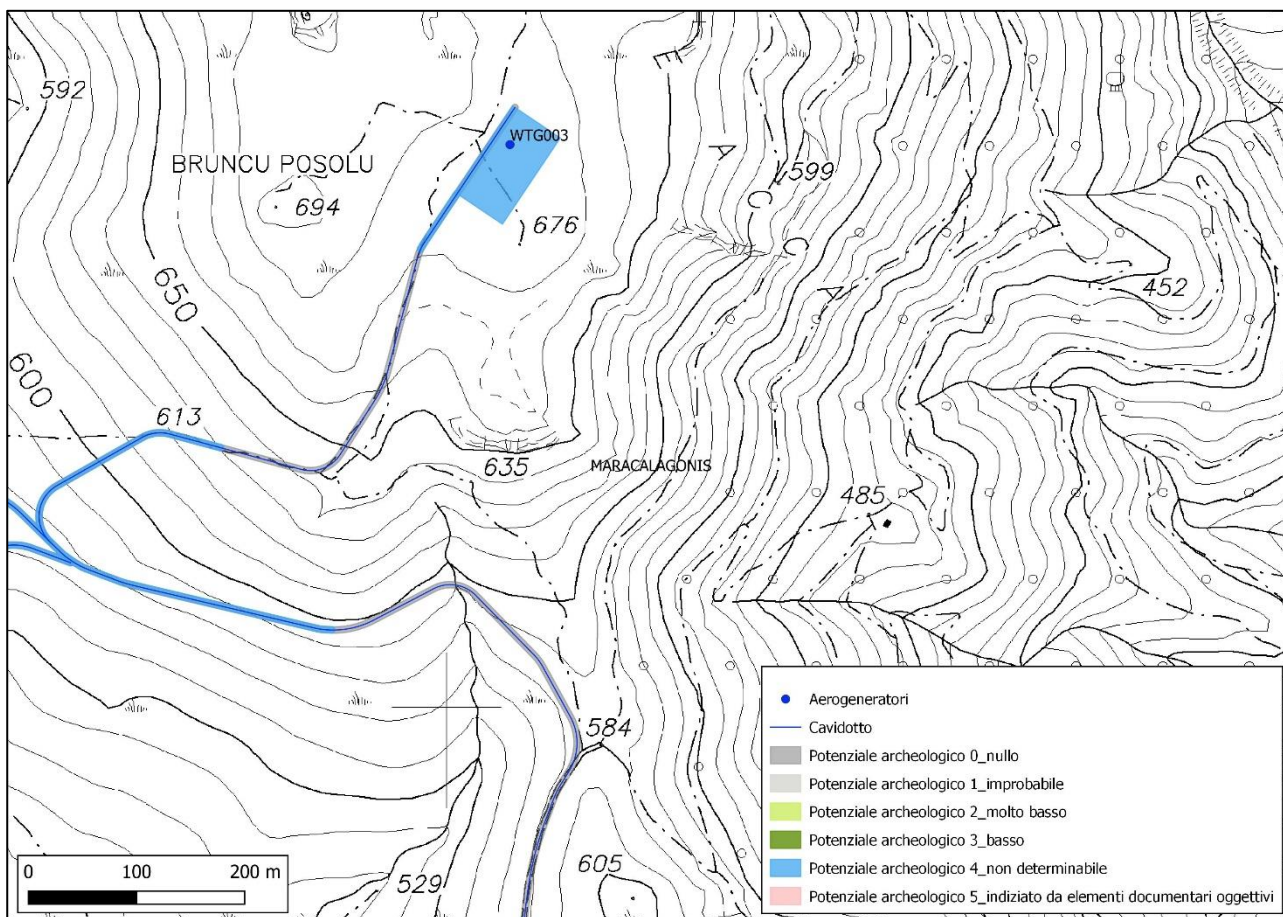 592
WTG003
BRUNCU POSOLU
694
676
599
A
C
C
A
452
650
600
613
635
MARACALAGONIS
485
584
605
529
Aerogeneratori
Cavidotto
Potenziale archeologico 0_nullo
Potenziale archeologico 1_improbabile
Potenziale archeologico 2_molto basso
Potenziale archeologico 3_basso
Potenziale archeologico 4_non determinabile
Potenziale archeologico 5_indiziato da elementi documentari oggettivi
0 100 200 m